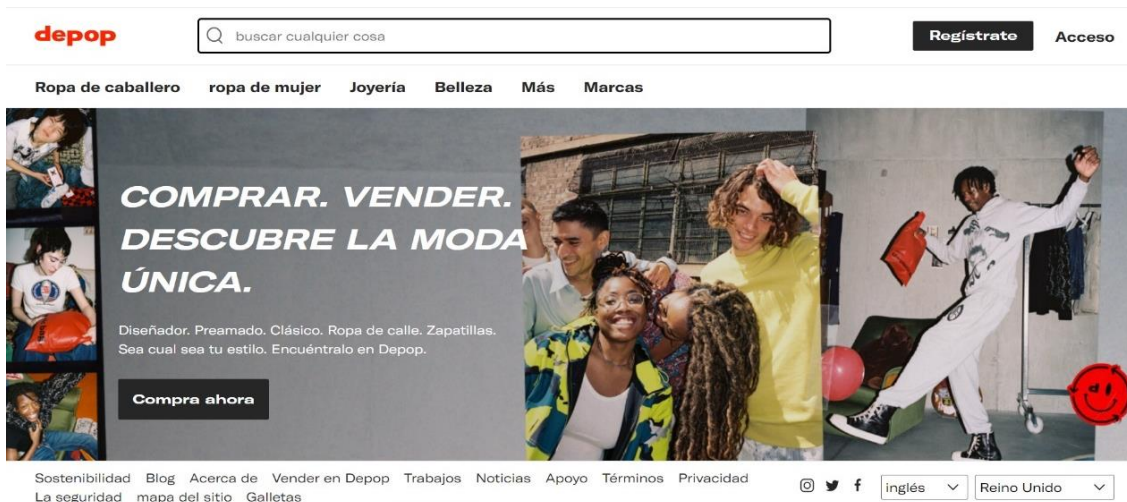 depop
buscar cualquier cosa
Regístrate
Acceso
Ropa de caballero
ropa de mujer
Joyería
Belleza
Más
Marcas
COMPRAR. VENDER.
DESCUBRE LA MODA
ÚNICA.
Diseñador. Preamado. Clásico. Ropa de calle. Zapatillas.
Sea cual sea tu estilo. Encuéntralo en Depop.
Compra ahora
Sostenibilidad Blog Acerca de Vender en Depop Trabajos Noticias Apoyo Términos Privacidad
La seguridad mapa del sitio Galletas
inglés
Reino Unido